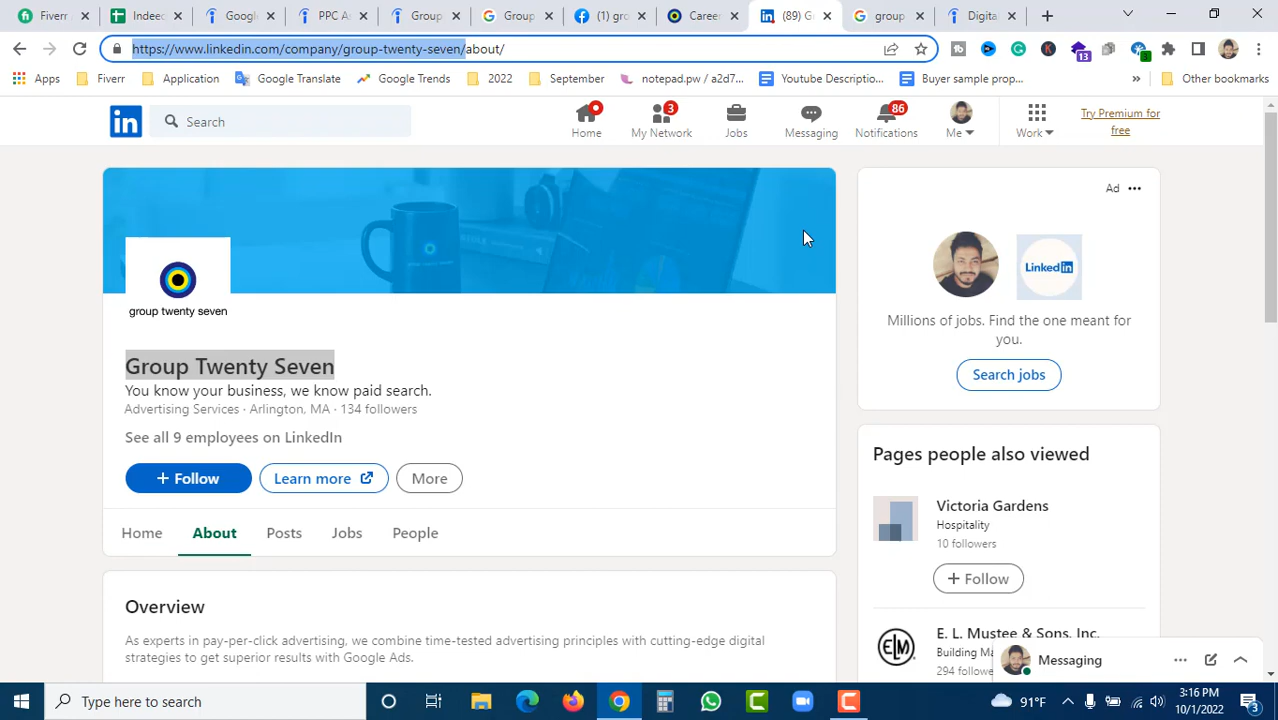 Fiverr
Index
Google
PPC A
Group
Group
(1) gro
Caree
(89) G
group
Digita
https://www.linkedin.com/company/group-twenty-seven/about/
13
3
Apps
Fiverr
Application
Google Translate
Google Trends
2022
September
notepad.pw / a2d7...
Youtube Descriptio...
Buyer sample prop...
»
Other bookmarks
in
Search
Home
3
My Network
Jobs
Messaging
86
Notifications
Me
Work
Try Premium for
free
group twenty seven
Group Twenty Seven
You know your business, we know paid search.
Advertising Services · Arlington, MA · 134 followers
See all 9 employees on LinkedIn
+ Follow
Learn more
More
Home
About
Posts
Jobs
People
Overview
As experts in pay-per-click advertising, we combine time-tested advertising principles with cutting-edge digital
strategies to get superior results with Google Ads.
Ad
LinkedIn
Millions of jobs. Find the one meant for
you.
Search jobs
Pages people also viewed
Victoria Gardens
Hospitality
10 followers
+ Follow
ELM
E. L. Mustee & Sons, Inc.
Building Ma
294 followe
Messaging
Type here to search
91°F
3:16 PM
10/1/2022
3